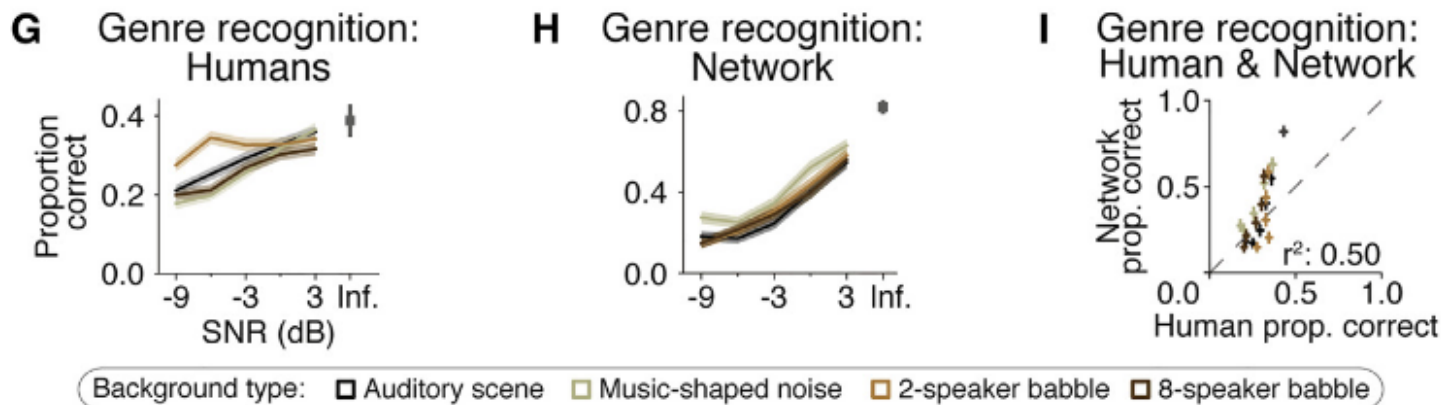 G Genre recognition:
Humans
Proportion
correct
0.4
0.2
0.0
-9 -3 3 Inf.
SNR (dB)
H Genre recognition:
Network
0.8
0.4
0.0
-9 -3 3 Inf.
I Genre recognition:
Human & Network
Network
prop. correct
1.0
0.5
r²: 0.50
0.0 0.5 1.0
Human prop. correct
Background type: Auditory scene Music-shaped noise 2-speaker babble 8-speaker babble